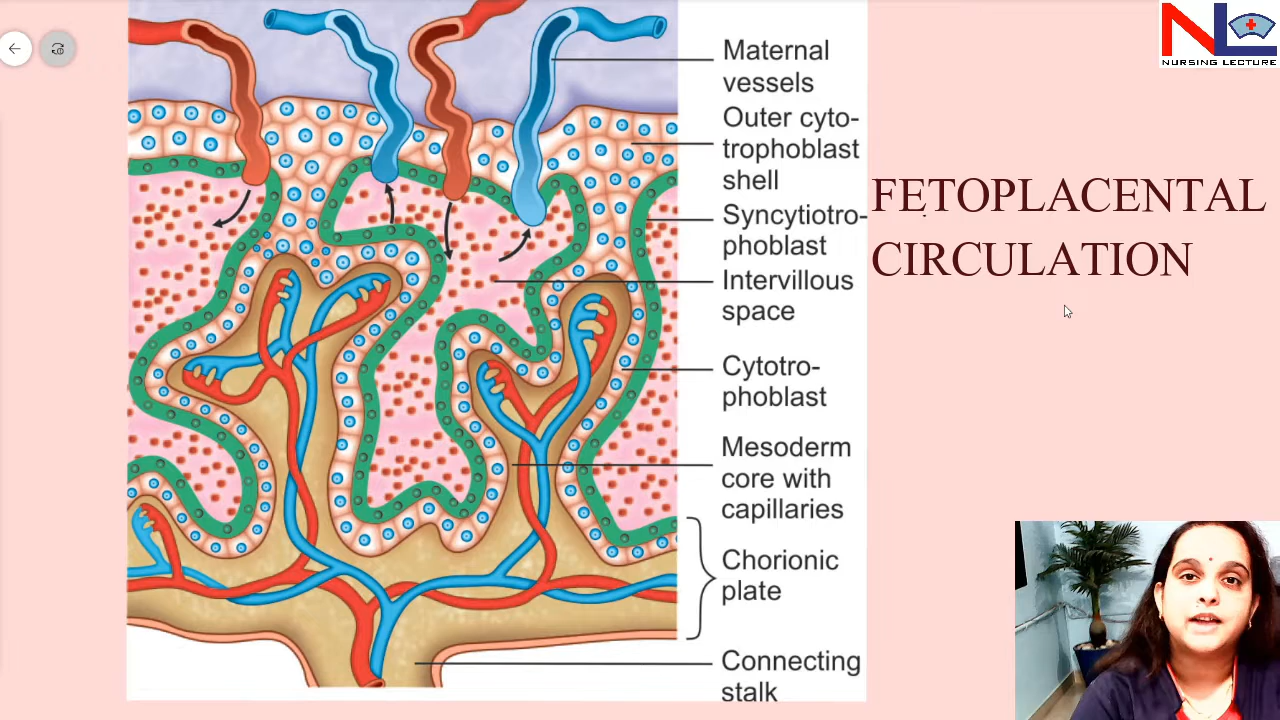 NL
NURSING LECTURE
Maternal
vessels
Outer cyto-
trophoblast
shell
Syncytiotro-
phoblast
Intervillous
space
Cytotro-
phoblast
Mesoderm
core with
capillaries
Chorionic
plate
Connecting
stalk
FETOPLACENTAL
CIRCULATION